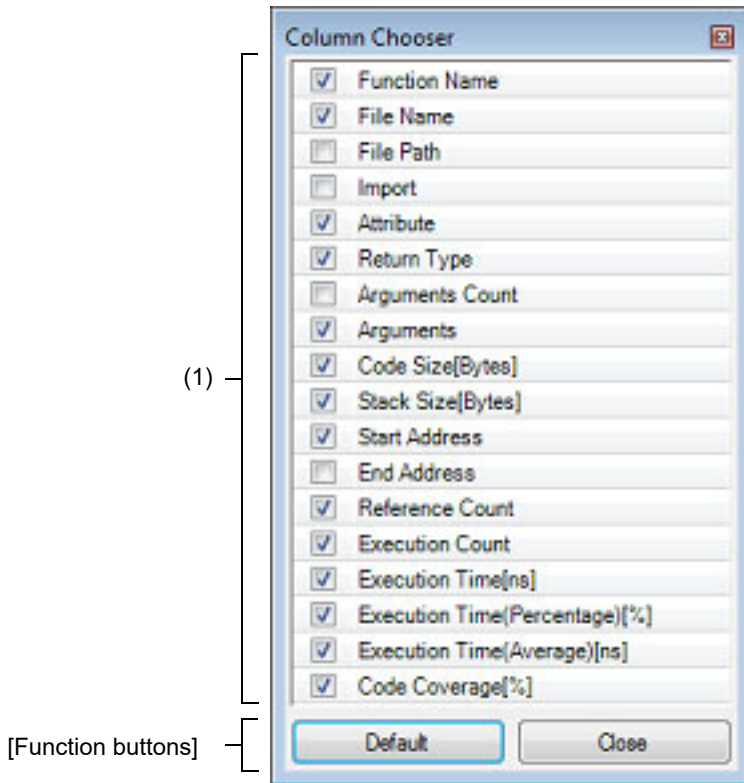 Column Chooser
Function Name
File Name
File Path
Import
Attribute
Return Type
Arguments Count
Arguments
(1)
Code Size[Bytes]
Stack Size[Bytes]
Start Address
End Address
Reference Count
Execution Count
Execution Time[ns]
Execution Time(Percentage)[%]
Execution Time(Average)[ns]
Code Coverage[%]
[Function buttons]
Default
Close